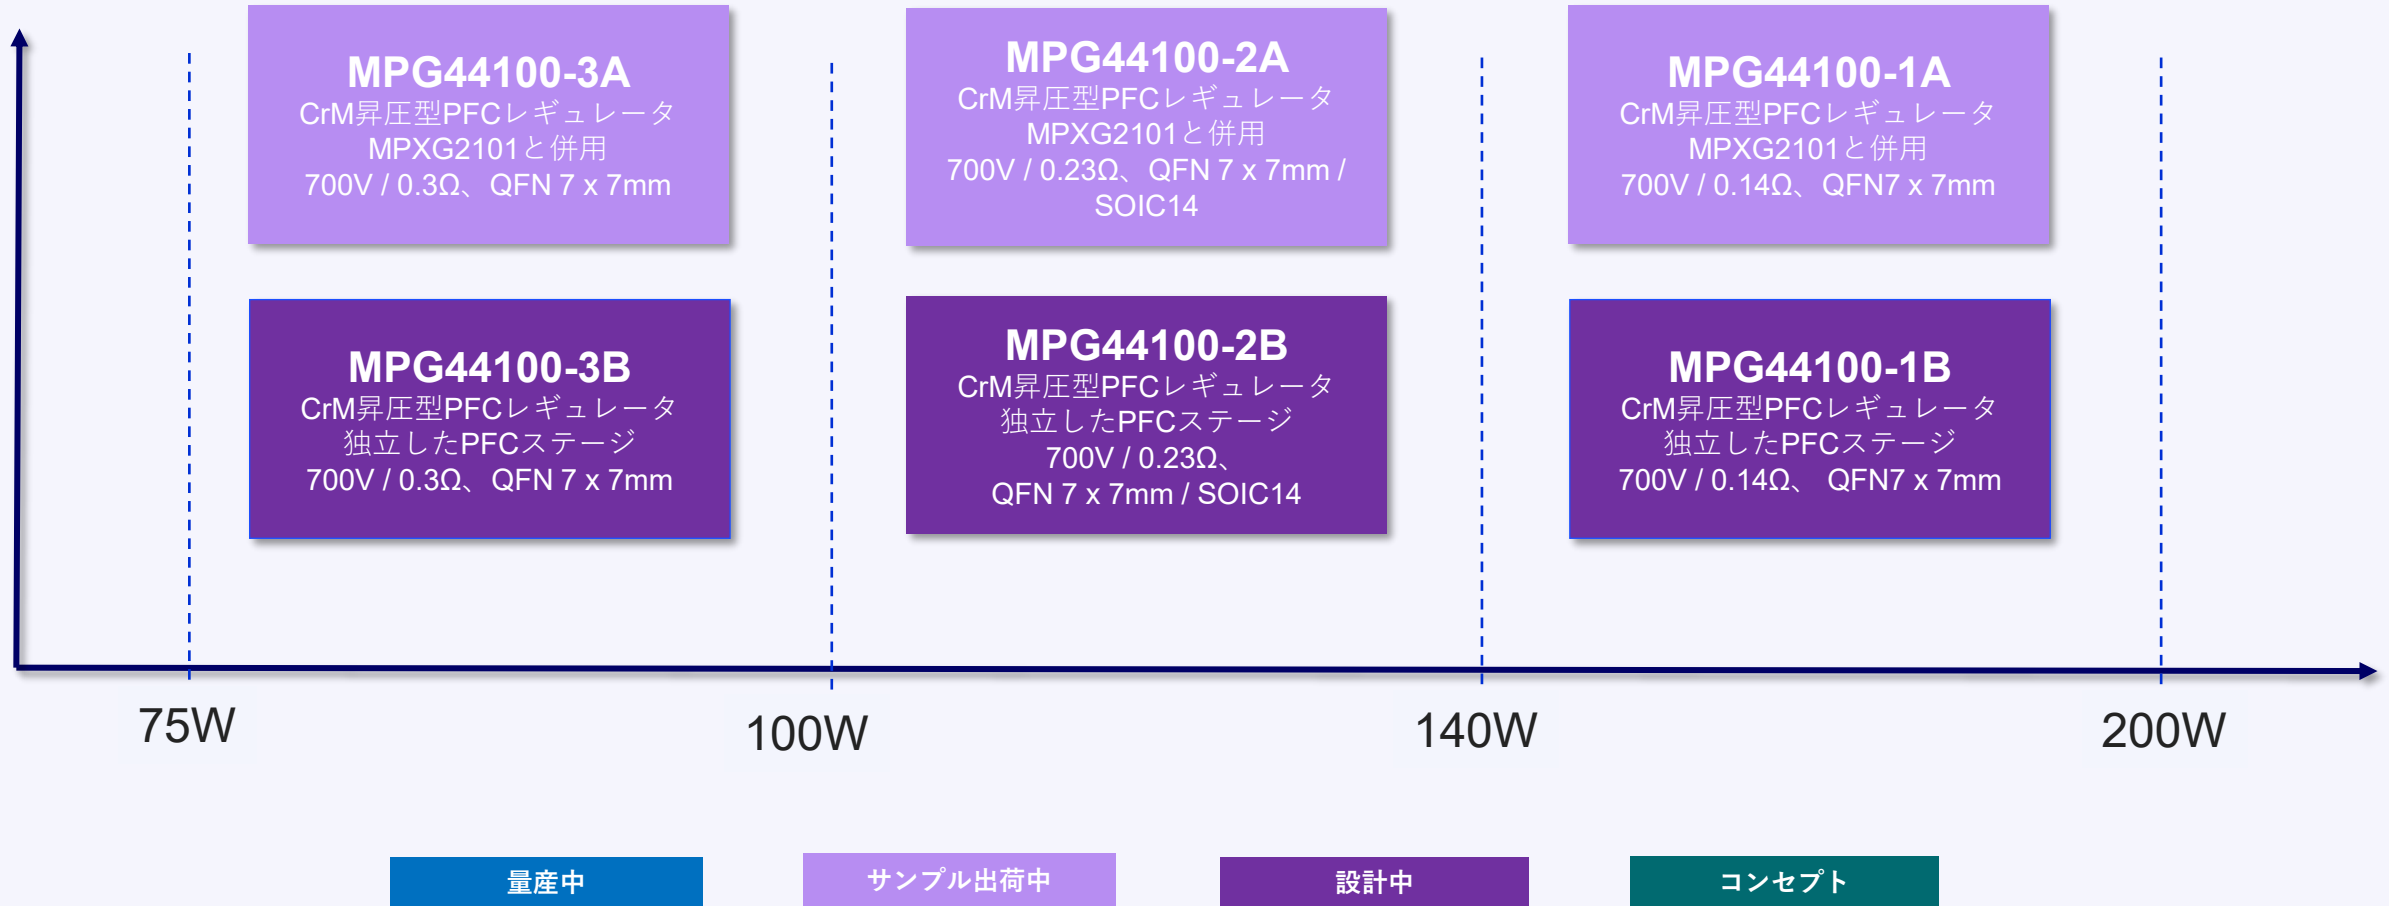 MPG44100-3A
CrM昇圧型PFCレギュレータ
MPXG2101と併用
700V / 0.3Ω、QFN 7 x 7mm
MPG44100-2A
CrM昇圧型PFCレギュレータ
MPXG2101と併用
700V / 0.23Ω、QFN 7 x 7mm /
SOIC14
MPG44100-1A
CrM昇圧型PFCレギュレータ
MPXG2101と併用
700V / 0.14Ω、QFN7 x 7mm
MPG44100-3B
CrM昇圧型PFCレギュレータ
独立したPFCステージ
700V / 0.3Ω、QFN 7 x 7mm
MPG44100-2B
CrM昇圧型PFCレギュレータ
独立したPFCステージ
700V / 0.23Ω、
QFN 7 x 7mm / SOIC14
MPG44100-1B
CrM昇圧型PFCレギュレータ
独立したPFCステージ
700V / 0.14Ω、 QFN7 x 7mm
75W
100W
140W
200W
量産中
サンプル出荷中
設計中
コンセプト